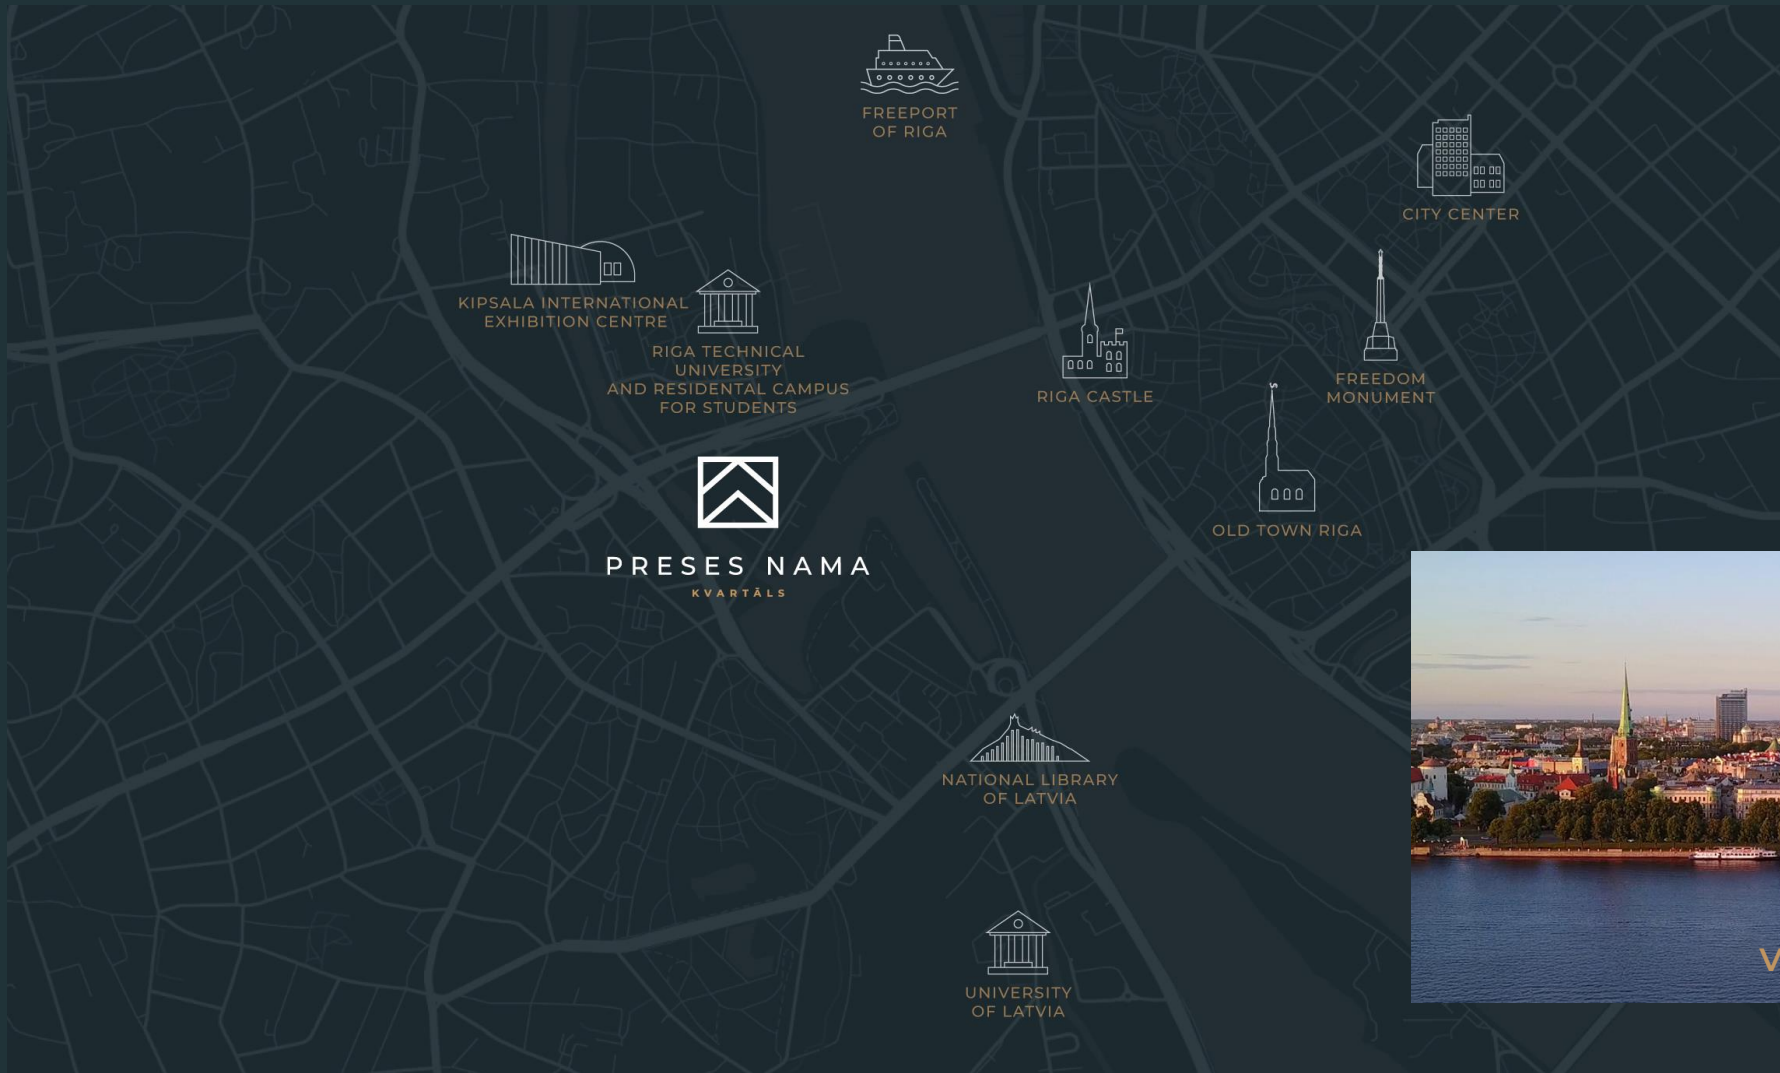 FREEPORT
OF RIGA
CITY CENTER
KIPSALA INTERNATIONAL
EXHIBITION CENTRE
RIGA TECHNICAL
UNIVERSITY
AND RESIDENTAL CAMPUS
FOR STUDENTS
RIGA CASTLE
FREEDOM
MONUMENT
OLD TOWN RIGA
PRESES NAMA
KVARTĀLS
NATIONAL LIBRARY
OF LATVIA
UNIVERSITY
OF LATVIA